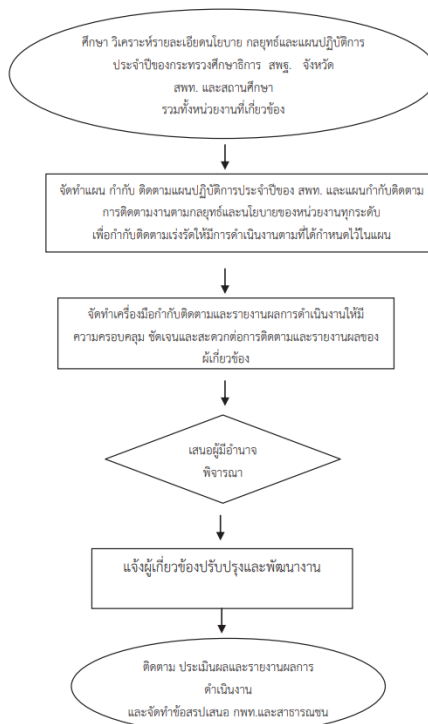 ศึกษา วิเคราะห์รายละเอียดนโยบาย กลยุทธ์และแผนปฏิบัติการ
ประจำปีของกระทรวงศึกษาธิการ สพฐ. จังหวัด
สพท. และสถานศึกษา
รวมทั้งหน่วยงานที่เกี่ยวข้อง
จัดทำแผน กำกับ ติดตามแผนปฏิบัติการประจำปีของ สพท. และแผนกำกับติดตาม
การติดตามงานตามกลยุทธ์และนโยบายของหน่วยงานทุกระดับ
เพื่อกำกับติดตามเร่งรัดให้มีการดำเนินงานตามที่ได้กำหนดไว้ในแผน
จัดทำเครื่องมือกำกับติดตามและรายงานผลการดำเนินงานให้มี
ความครอบคลุม ชัดเจนและสะดวกต่อการติดตามและรายงานผลของ
ผู้เกี่ยวข้อง
เสนอผู้มีอำนาจ
พิจารณา
แจ้งผู้เกี่ยวข้องปรับปรุงและพัฒนางาน
ติดตาม ประเมินผลและรายงานผลการ
ดำเนินงาน
และจัดทำข้อสรุปเสนอ กพท.และสาธารณชน